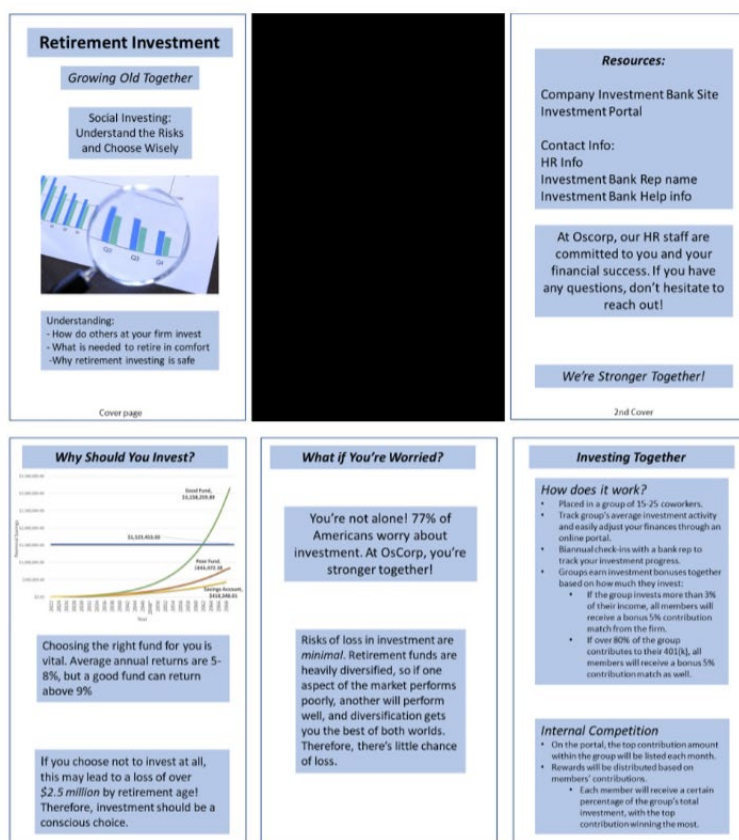 Retirement Investment
Growing Old Together
Social Investing:
Understand the Risks
and Choose Wisely
Q2
Q3
Q4
Understanding:
- How do others at your firm invest
- What is needed to retire in comfort
-Why retirement investing is safe
Cover page
Resources:
Company Investment Bank Site
Investment Portal
Contact Info:
HR Info
Investment Bank Rep name
Investment Bank Help info
At Oscorp, our HR staff are
committed to you and your
financial success. If you have
any questions, don't hesitate to
reach out!
We're Stronger Together!
2nd Cover
Why Should You Invest?
Good Fund,
Poor Fund,
Savings Account,
Year
Choosing the right fund for you is
vital. Average annual returns are 5-
8%, but a good fund can return
above 9%
If you choose not to invest at all,
this may lead to a loss of over
$2.5 million by retirement age!
Therefore, investment should be a
conscious choice.
What if You're Worried?
You're not alone! 77% of
Americans worry about
investment. At OsCorp, you're
stronger together!
Risks of loss in investment are
minimal. Retirement funds are
heavily diversified, so if one
aspect of the market performs
poorly, another will perform
well, and diversification gets
you the best of both worlds.
Therefore, there's little chance
of loss.
Investing Together
How does it work?
• Placed in a group of 15-25 coworkers.
• Track group's average investment activity
and easily adjust your finances through an
online portal.
• Biannual check-ins with a bank rep to
track your investment progress.
• Groups earn investment bonuses together
based on how much they invest:
• If the group invests more than 3%
of their income, all members will
receive a bonus 5% contribution
match from the firm.
• If over 80% of the group
contributes to their 401(k), all
members will receive a bonus 5%
contribution match as well.
Internal Competition
• On the portal, the top contribution amount
within the group will be listed each month.
• Rewards will be distributed based on
members' contributions.
• Each member will receive a certain
percentage of the group's total
investment, with the top
contribution winning the most.